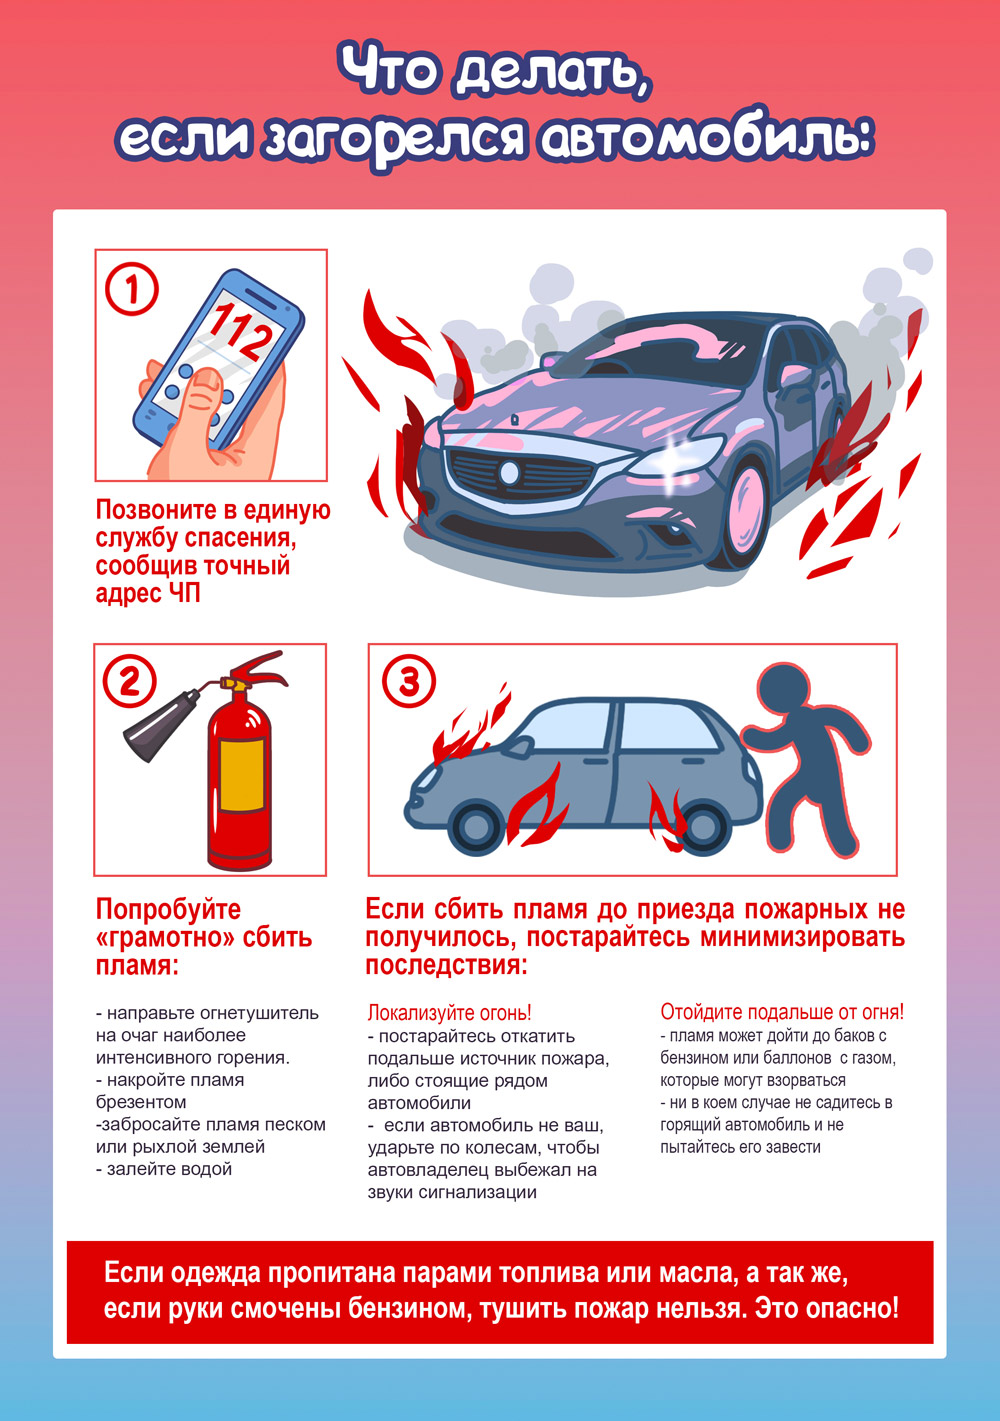 Что делать,
если загорелся автомобиль:
1
112
Позвоните в единую
службу спасения,
сообщив точный
адрес ЧП
2
Попробуйте
«грамотно» сбить
пламя:
- направьте огнетушитель
на очаг наиболее
интенсивного горения.
- накройте пламя
брезентом
-забросайте пламя песком
или рыхлой землей
- залейте водой
3
Если сбить пламя до приезда пожарных не
получилось, постарайтесь минимизировать
последствия:
Локализуйте огонь!
- постарайтесь откатить
подальше источник пожара,
либо стоящие рядом
автомобили
- если автомобиль не ваш,
ударьте по колесам, чтобы
автовладелец выбежал на
звуки сигнализации
Отойдите подальше от огня!
- пламя может дойти до баков с
бензином или баллонов с газом,
которые могут взорваться
- ни в коем случае не садитесь в
горящий автомобиль и не
пытайтесь его завести
Если одежда пропитана парами топлива или масла, а так же,
если руки смочены бензином, тушить пожар нельзя. Это опасно!